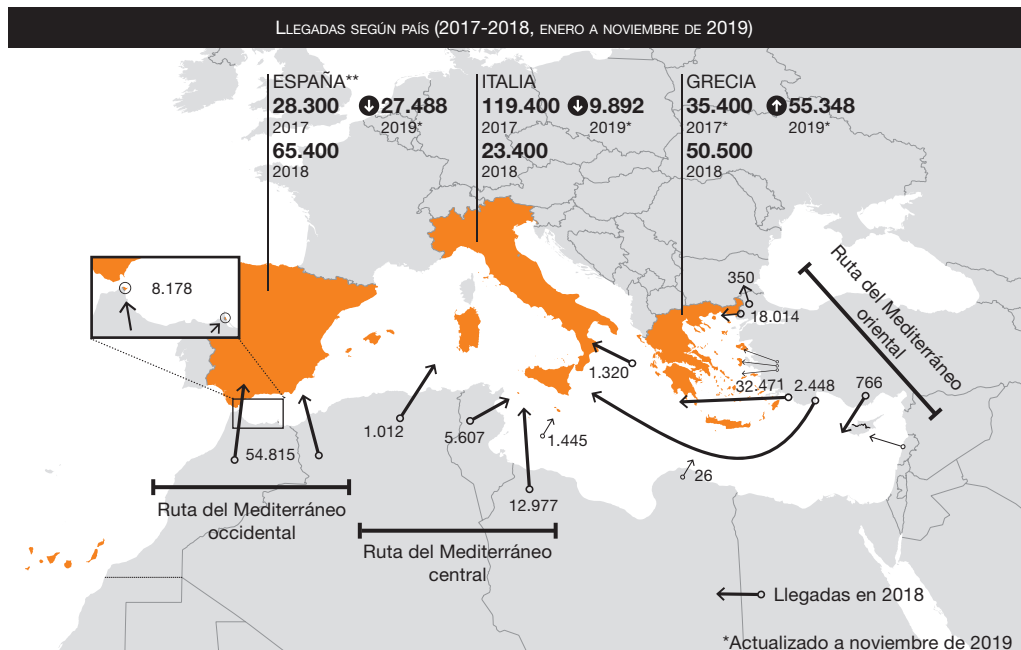 LLEGADAS SEGÚN PAÍS (2017-2018, ENERO A NOVIEMBRE DE 2019)
ESPAÑA**
28.300
27.488
2017
2019*
65.400
2018
ITALIA
119.400
9.892
2017
2019*
23.400
2018
GRECIA
35.400
55.348
2017*
2019*
50.500
2018
8.178
350
18.014
Ruta del Mediterráneo
oriental
1.320
32.471
2.448
766
1.012
5.607
1.445
54.815
26
12.977
Ruta del Mediterráneo
occidental
Ruta del Mediterráneo
central
Llegadas en 2018
*Actualizado a noviembre de 2019